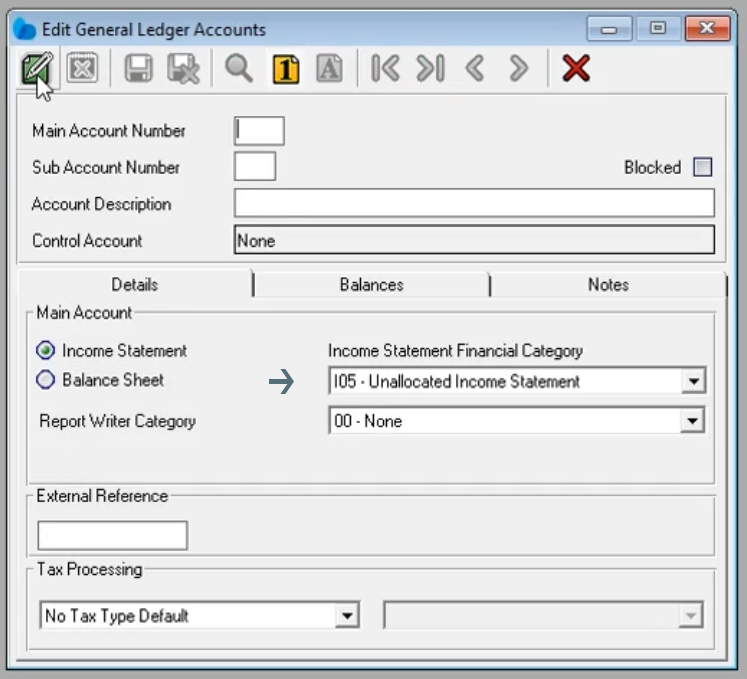 Edit General Ledger Accounts
1 A
Main Account Number
Sub Account Number
Blocked
Account Description
Control Account
None
Details
Balances
Notes
Main Account
Income Statement
Income Statement Financial Category
Balance Sheet
I05 - Unallocated Income Statement
Report Writer Category
00 - None
External Reference
Tax Processing
No Tax Type Default